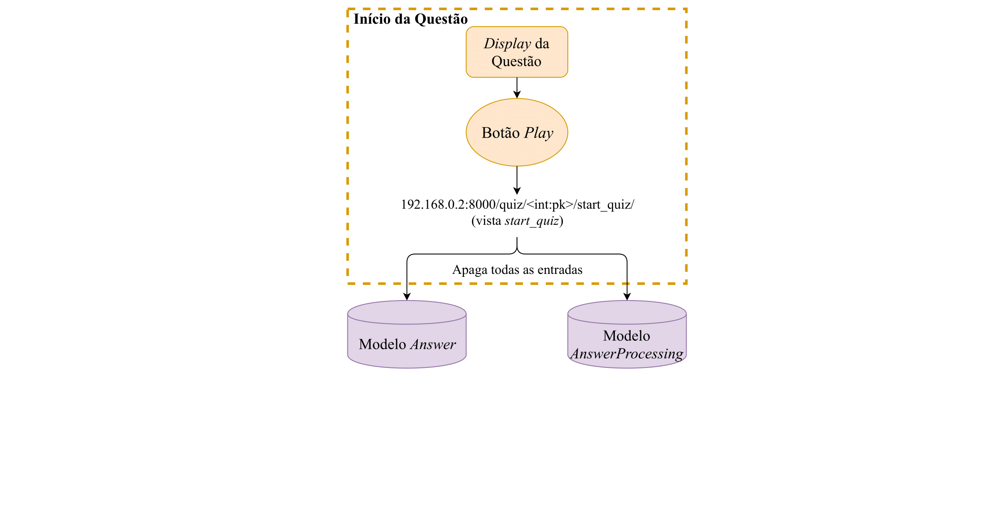 Início da Questão
Display da
Questão
Botão Play
192.168.0.2:8000/quiz/<int:pk>/start_quiz/
(vista start_quiz)
Apaga todas as entradas
Modelo Answer
Modelo
AnswerProcessing